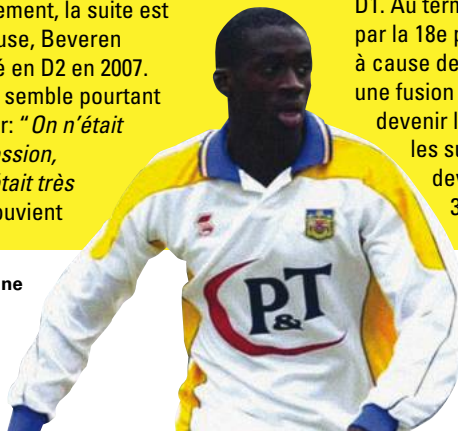 ement, la suite est
use, Beveren
é en D2 en 2007.
semble pourtant
r: "On n'était
ssion,
tait très
ouvient
ne
D1. Au term
par la 18e p
à cause de
une fusion
devenir l
les su
dev
3
P&T